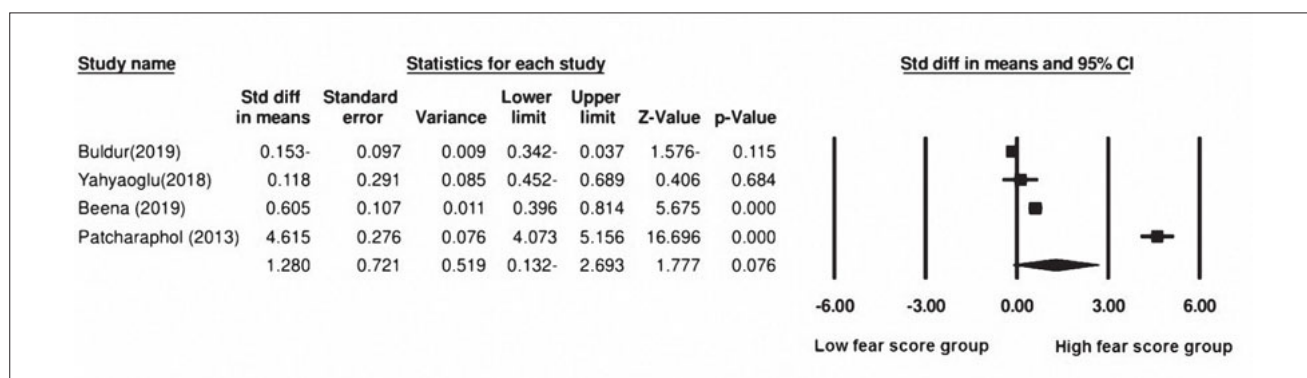 Study name Statistics for each study Std diff in means and 95% CI
Std diff Standard Lower Upper
in means error Variance limit limit Z-Value p-Value
Buldur(2019) 0.153- 0.097 0.009 0.342- 0.037 1.576- 0.115
Yahyaoglu(2018) 0.118 0.291 0.085 0.452- 0.689 0.406 0.684
Beena (2019) 0.605 0.107 0.011 0.396 0.814 5.675 0.000
Patcharaphol (2013) 4.615 0.276 0.076 4.073 5.156 16.696 0.000
1.280 0.721 0.519 0.132- 2.693 1.777 0.076
-6.00 -3.00 0.00 3.00 6.00
Low fear score group High fear score group